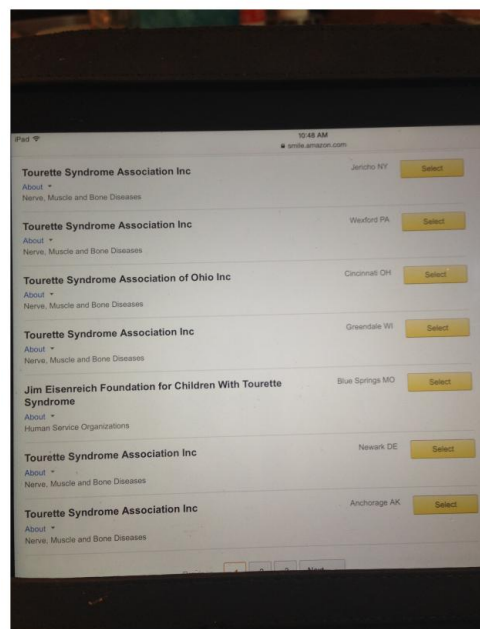 iPad
10:48 AM
smile.amazon.com
Tourette Syndrome Association Inc
Jericho NY
Select
About
Nerve, Muscle and Bone Diseases
Tourette Syndrome Association Inc
Wexford PA
Select
About
Nerve, Muscle and Bone Diseases
Tourette Syndrome Association of Ohio Inc
Cincinnati OH
Select
About
Nerve, Muscle and Bone Diseases
Tourette Syndrome Association Inc
Greendale WI
Select
About
Nerve, Muscle and Bone Diseases
Jim Eisenreich Foundation for Children With Tourette
Syndrome
Blue Springs MO
Select
About
Human Service Organizations
Tourette Syndrome Association Inc
Newark DE
Select
About
Nerve, Muscle and Bone Diseases
Tourette Syndrome Association Inc
Anchorage AK
Select
About
Nerve, Muscle and Bone Diseases